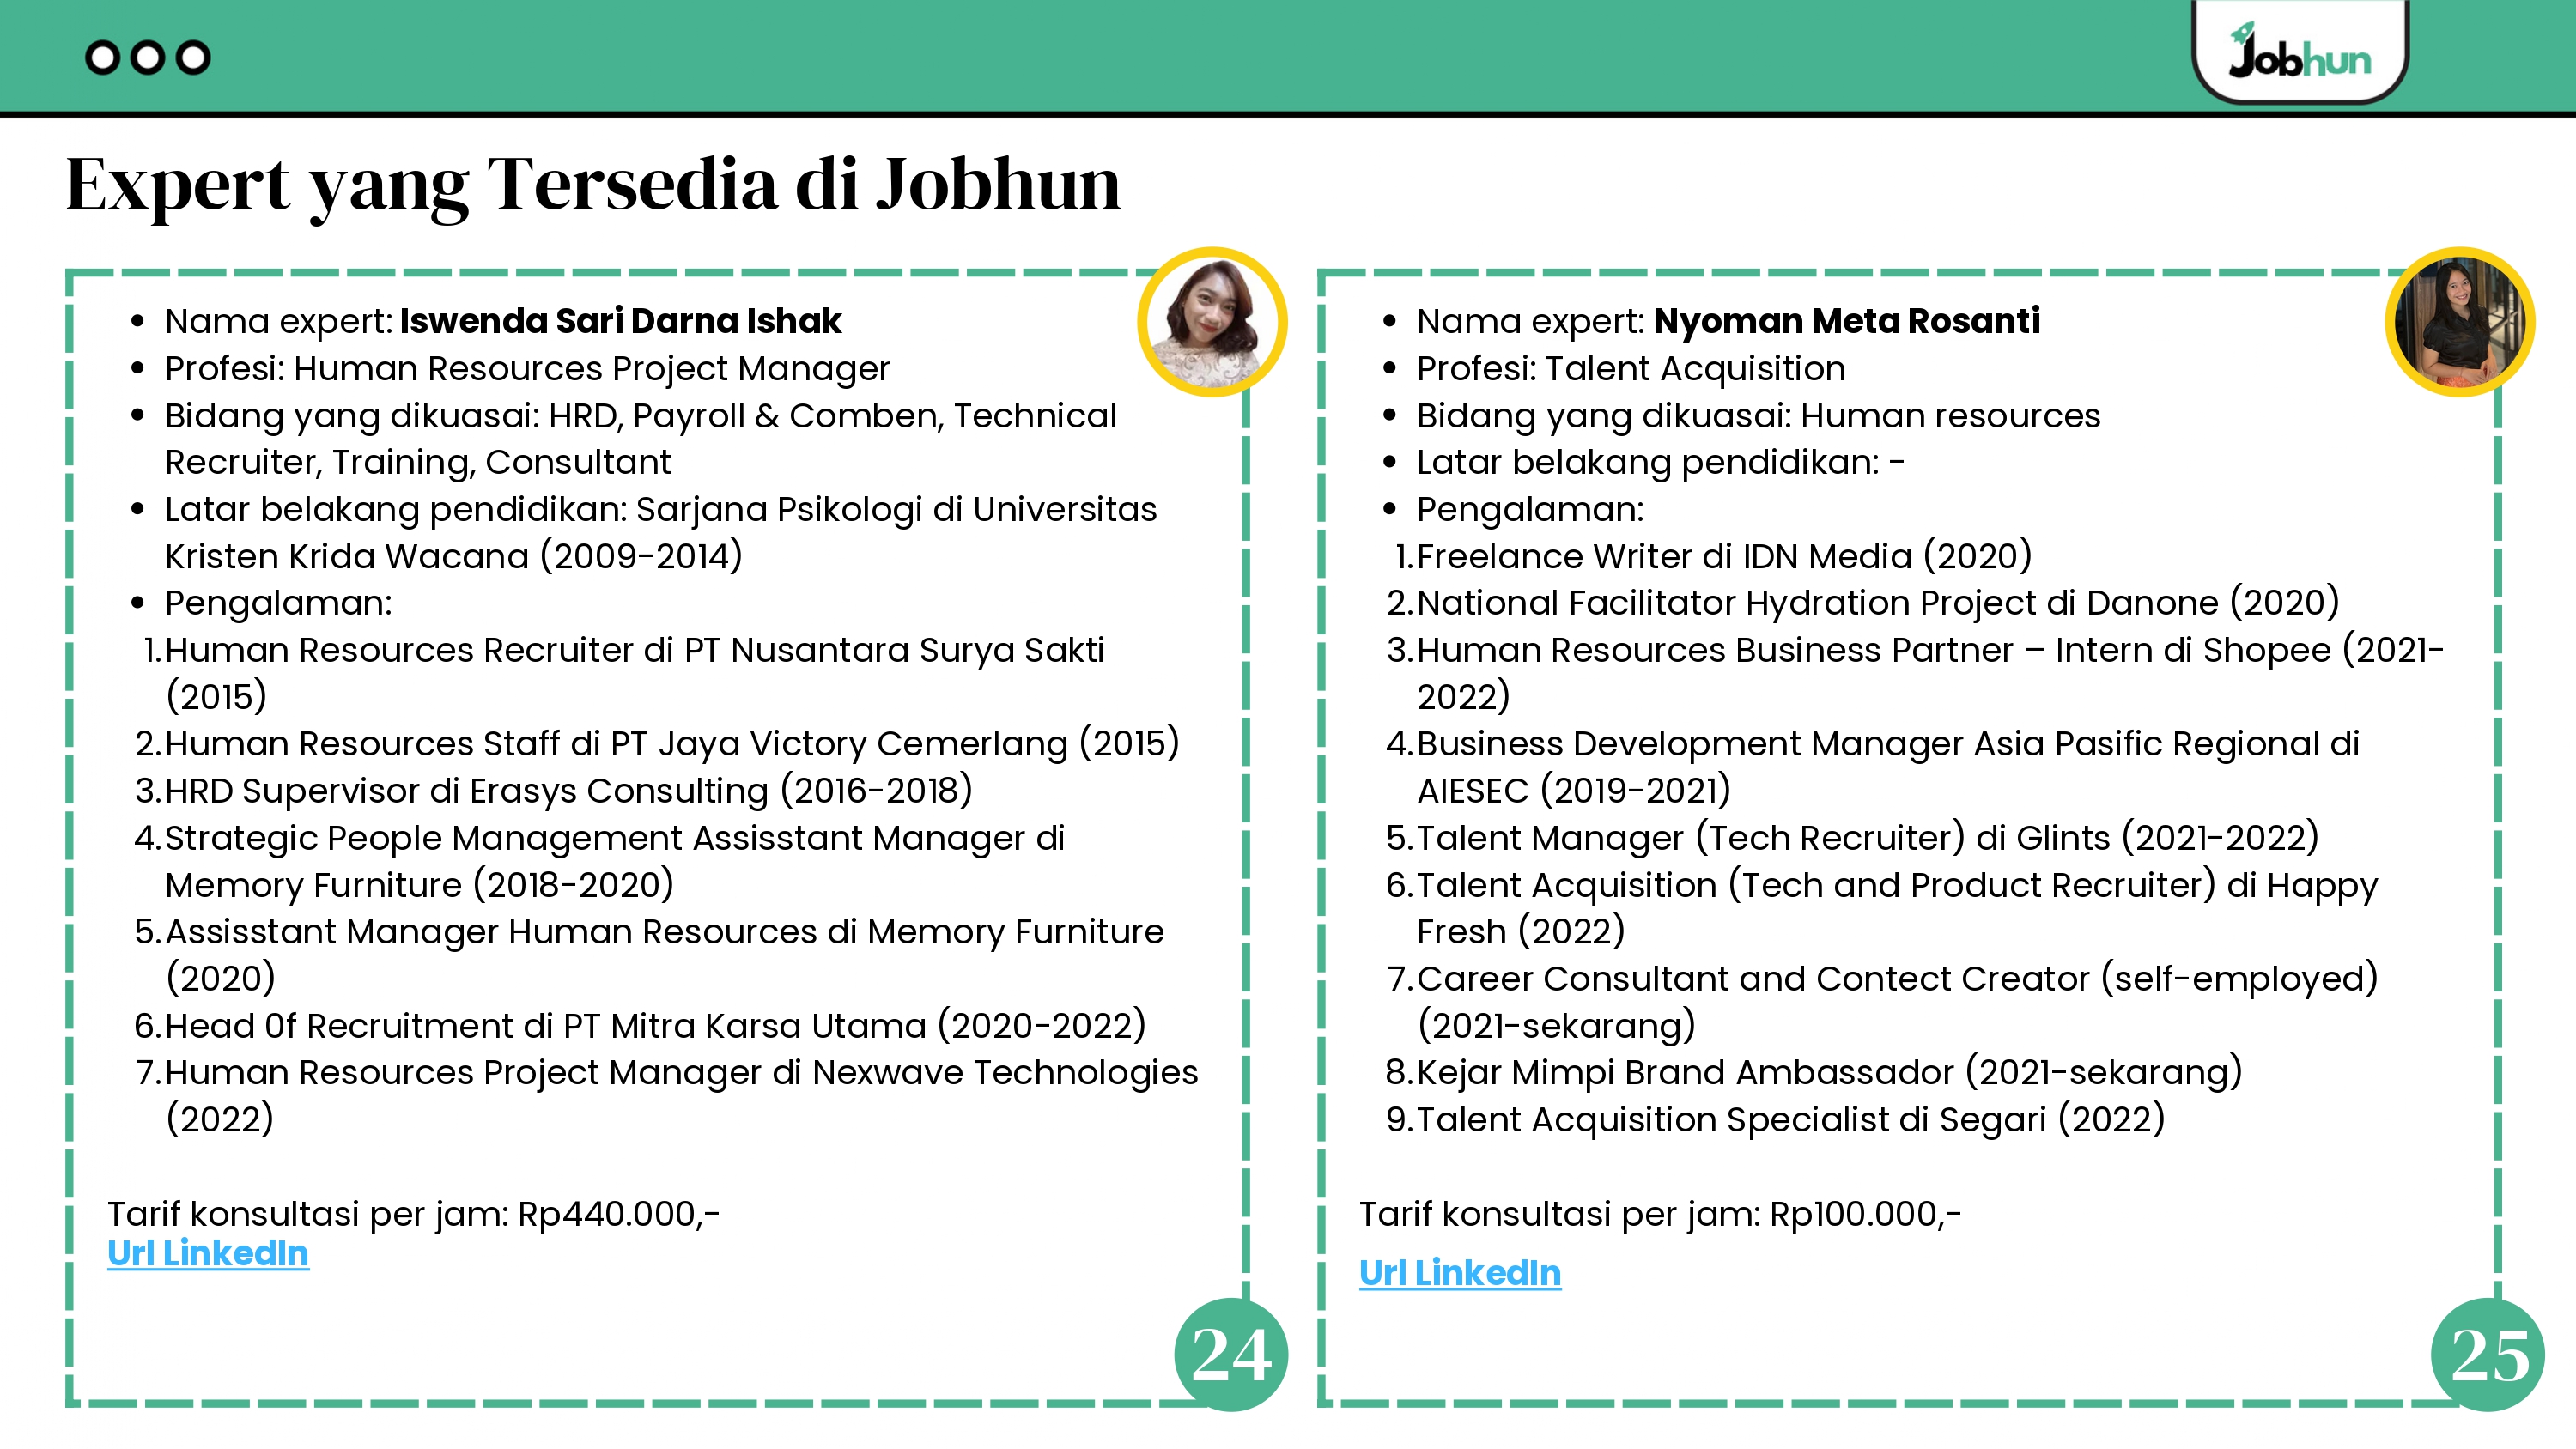 Jobhun
Expert yang Tersedia di Jobhun
• Nama expert: Iswenda Sari Darna Ishak
• Profesi: Human Resources Project Manager
• Bidang yang dikuasai: HRD, Payroll & Comben, Technical
Recruiter, Training, Consultant
• Latar belakang pendidikan: Sarjana Psikologi di Universitas
Kristen Krida Wacana (2009-2014)
• Pengalaman:
1.Human Resources Recruiter di PT Nusantara Surya Sakti
(2015)
2.Human Resources Staff di PT Jaya Victory Cemerlang (2015)
3.HRD Supervisor di Erasys Consulting (2016-2018)
4.Strategic People Management Assisstant Manager di
Memory Furniture (2018-2020)
5.Assisstant Manager Human Resources di Memory Furniture
(2020)
6.Head 0f Recruitment di PT Mitra Karsa Utama (2020-2022)
7.Human Resources Project Manager di Nexwave Technologies
(2022)
Tarif konsultasi per jam: Rp440.000,-
Url LinkedIn
24
• Nama expert: Nyoman Meta Rosanti
• Profesi: Talent Acquisition
• Bidang yang dikuasai: Human resources
• Latar belakang pendidikan: -
• Pengalaman:
1.Freelance Writer di IDN Media (2020)
2.National Facilitator Hydration Project di Danone (2020)
3.Human Resources Business Partner – Intern di Shopee (2021-
2022)
4.Business Development Manager Asia Pasific Regional di
AIESEC (2019-2021)
5.Talent Manager (Tech Recruiter) di Glints (2021-2022)
6.Talent Acquisition (Tech and Product Recruiter) di Happy
Fresh (2022)
7.Career Consultant and Contect Creator (self-employed)
(2021-sekarang)
8.Kejar Mimpi Brand Ambassador (2021-sekarang)
9.Talent Acquisition Specialist di Segari (2022)
Tarif konsultasi per jam: Rp100.000,-
Url LinkedIn
25